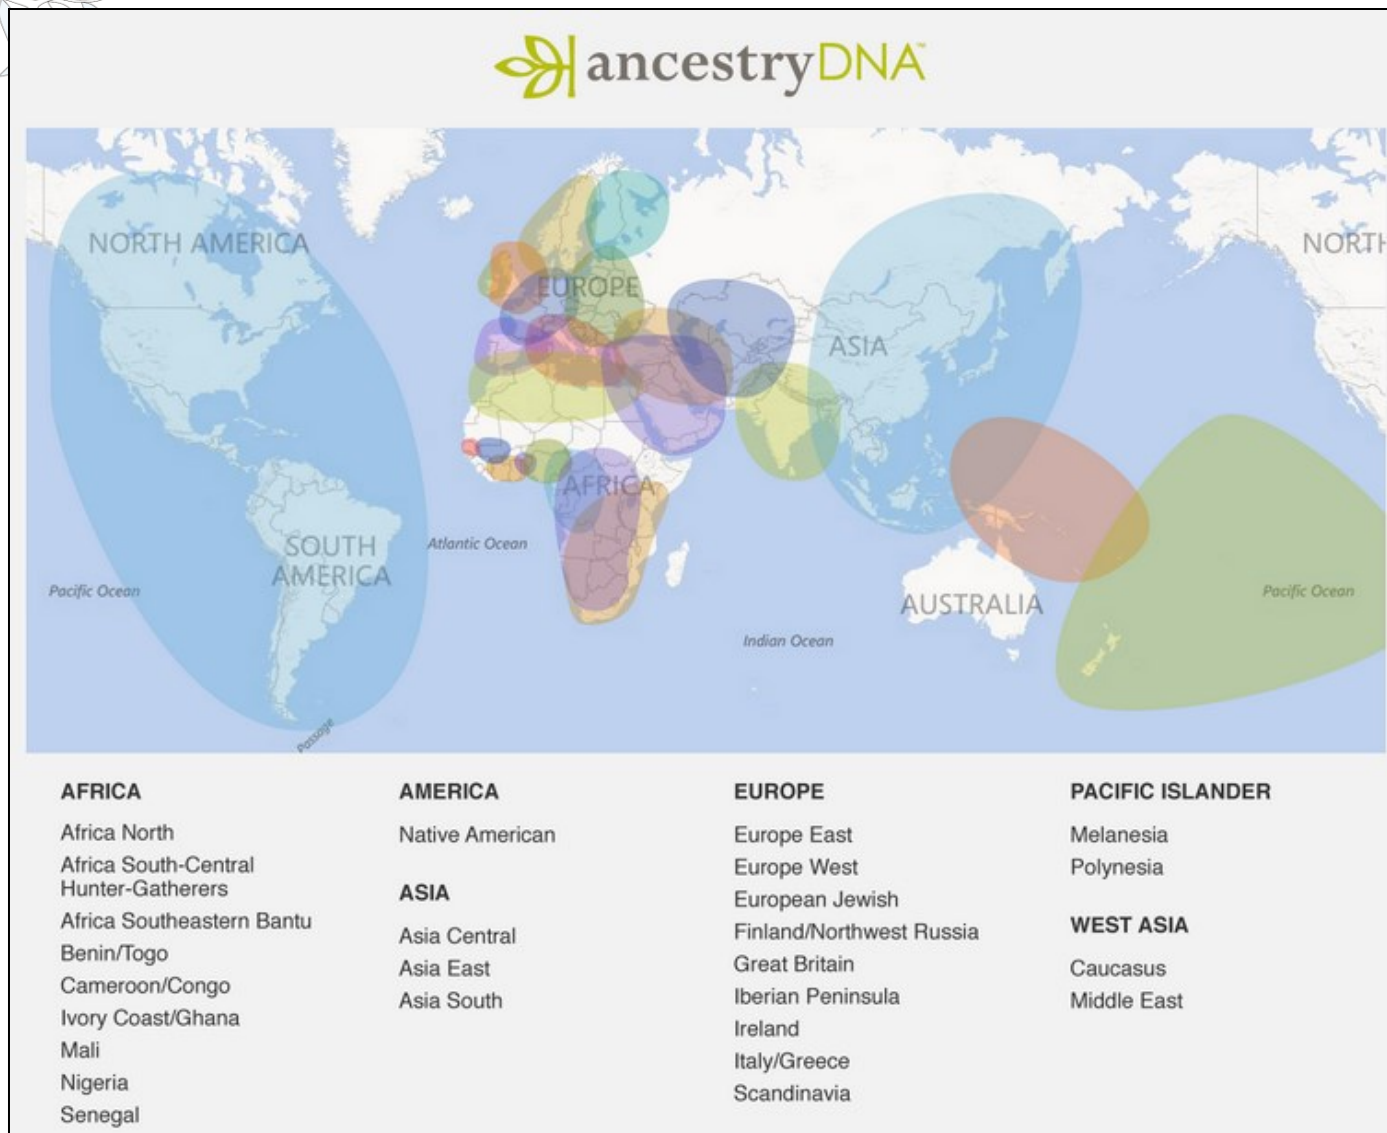 ancestryDNA™
NORTH AMERICA
NORTH
EUROPE
ASIA
AFRICA
SOUTH
AMERICA
Atlantic Ocean
Pacific Ocean
AUSTRALIA
Pacific Ocean
Indian Ocean
Passage
AFRICA
Africa North
Africa South-Central
Hunter-Gatherers
Africa Southeastern Bantu
Benin/Togo
Cameroon/Congo
Ivory Coast/Ghana
Mali
Nigeria
Senegal
AMERICA
Native American
ASIA
Asia Central
Asia East
Asia South
EUROPE
Europe East
Europe West
European Jewish
Finland/Northwest Russia
Great Britain
Iberian Peninsula
Ireland
Italy/Greece
Scandinavia
PACIFIC ISLANDER
Melanesia
Polynesia
WEST ASIA
Caucasus
Middle East